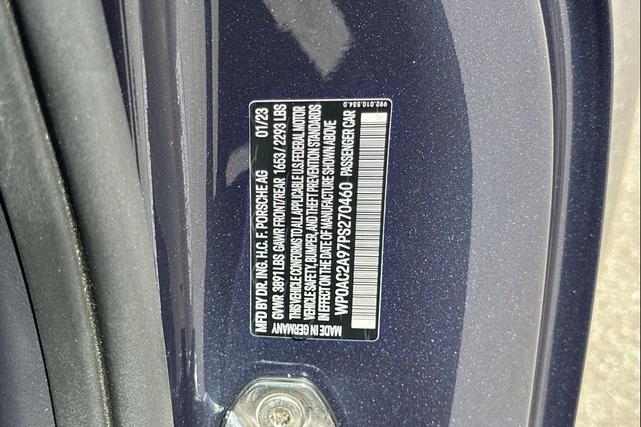 MFD BY DR. ING. H.C. F. PORSCHE AG 01/23
GVWR 3891 LBS GAWR FRONT/REAR 1653 / 2293 LBS
THIS VEHICLE CONFORMS TO ALL APPLICABLE U.S. FEDERAL MOTOR
VEHICLE SAFETY, BUMPER, AND THEFT PREVENTION STANDARDS
IN EFFECT ON THE DATE OF MANUFACTURE SHOWN ABOVE
WP0AC2A97PS270460 PASSENGER CAR
MADE IN GERMANY
992.010.534.0